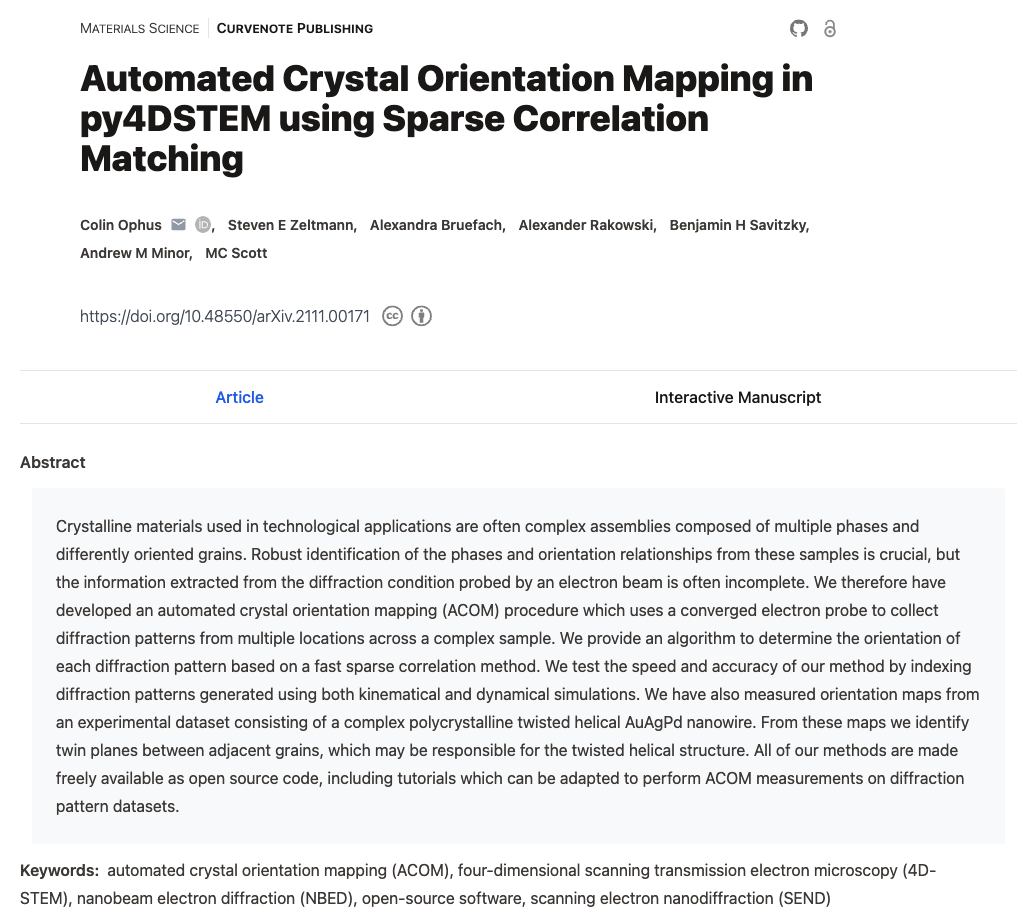 MATERIALS SCIENCE CURVENOTE PUBLISHING
Automated Crystal Orientation Mapping in
py4DSTEM using Sparse Correlation
Matching
Colin Ophus iD, Steven E Zeltmann, Alexandra Bruefach, Alexander Rakowski, Benjamin H Savitzky,
Andrew M Minor, MC Scott
https://doi.org/10.48550/arXiv.2111.00171 cc
Article Interactive Manuscript
Abstract
Crystalline materials used in technological applications are often complex assemblies composed of multiple phases and
differently oriented grains. Robust identification of the phases and orientation relationships from these samples is crucial, but
the information extracted from the diffraction condition probed by an electron beam is often incomplete. We therefore have
developed an automated crystal orientation mapping (ACOM) procedure which uses a converged electron probe to collect
diffraction patterns from multiple locations across a complex sample. We provide an algorithm to determine the orientation of
each diffraction pattern based on a fast sparse correlation method. We test the speed and accuracy of our method by indexing
diffraction patterns generated using both kinematical and dynamical simulations. We have also measured orientation maps from
an experimental dataset consisting of a complex polycrystalline twisted helical AuAgPd nanowire. From these maps we identify
twin planes between adjacent grains, which may be responsible for the twisted helical structure. All of our methods are made
freely available as open source code, including tutorials which can be adapted to perform ACOM measurements on diffraction
pattern datasets.
Keywords: automated crystal orientation mapping (ACOM), four-dimensional scanning transmission electron microscopy (4D-
STEM), nanobeam electron diffraction (NBED), open-source software, scanning electron nanodiffraction (SEND)